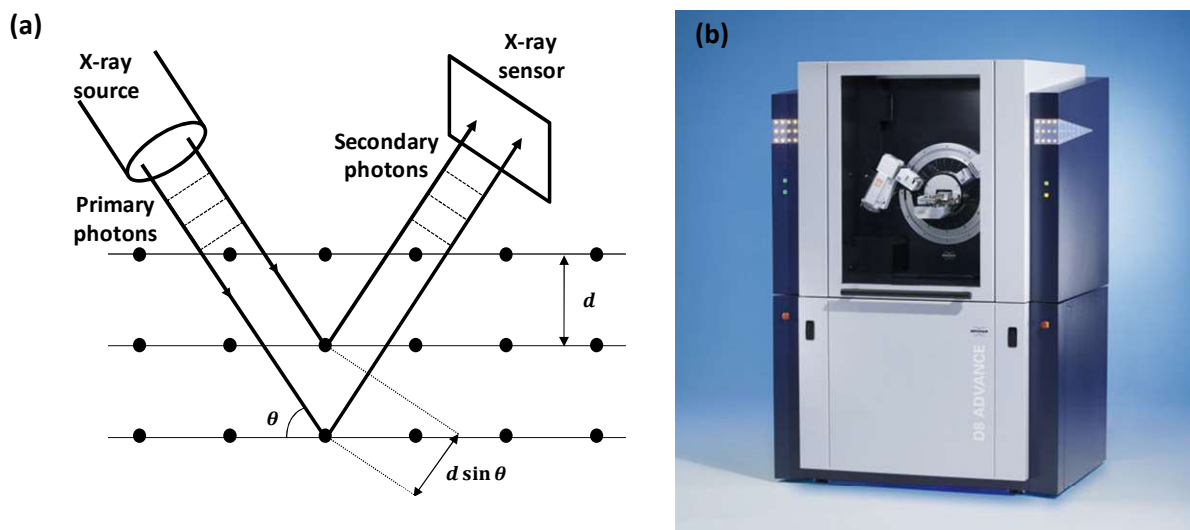 (a)
X-ray
source
X-ray
sensor
Secondary
photons
Primary
photons
d
θ
d sin θ
(b)
D8 ADVANCE